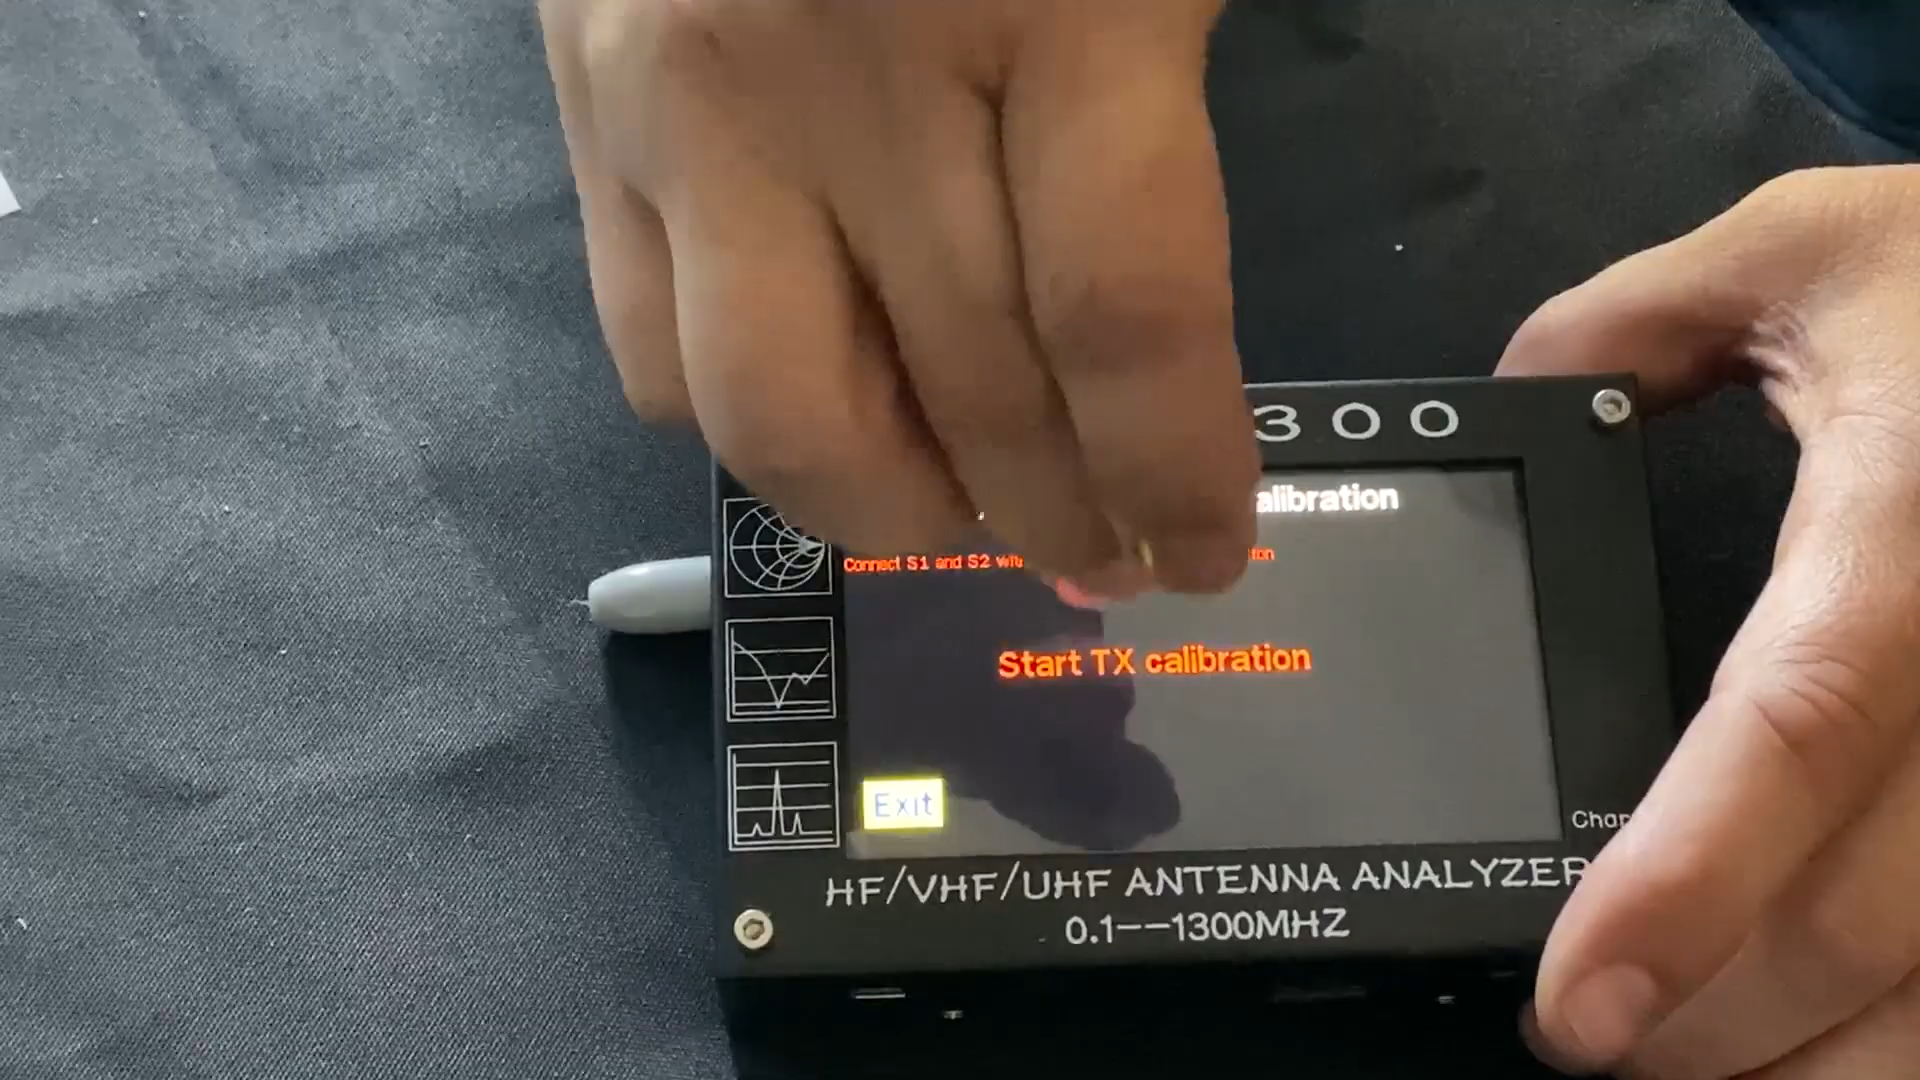 300
alibration
Connect S1 and S2 with
Start TX calibration
Exit
HF/VHF/UHF ANTENNA ANALYZER
0.1--1300MHZ